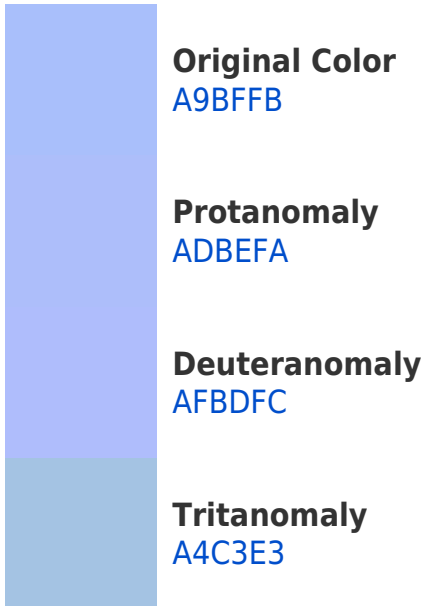 Original Color
A9BFFB
Protanomaly
ADBEFA
Deuteranomaly
AFBDFC
Tritanomaly
A4C3E3